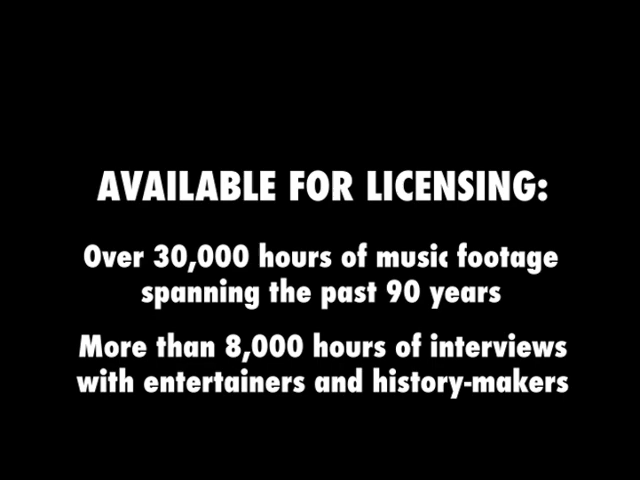 AVAILABLE FOR LICENSING:
Over 30,000 hours of music footage
spanning the past 90 years
More than 8,000 hours of interviews
with entertainers and history-makers